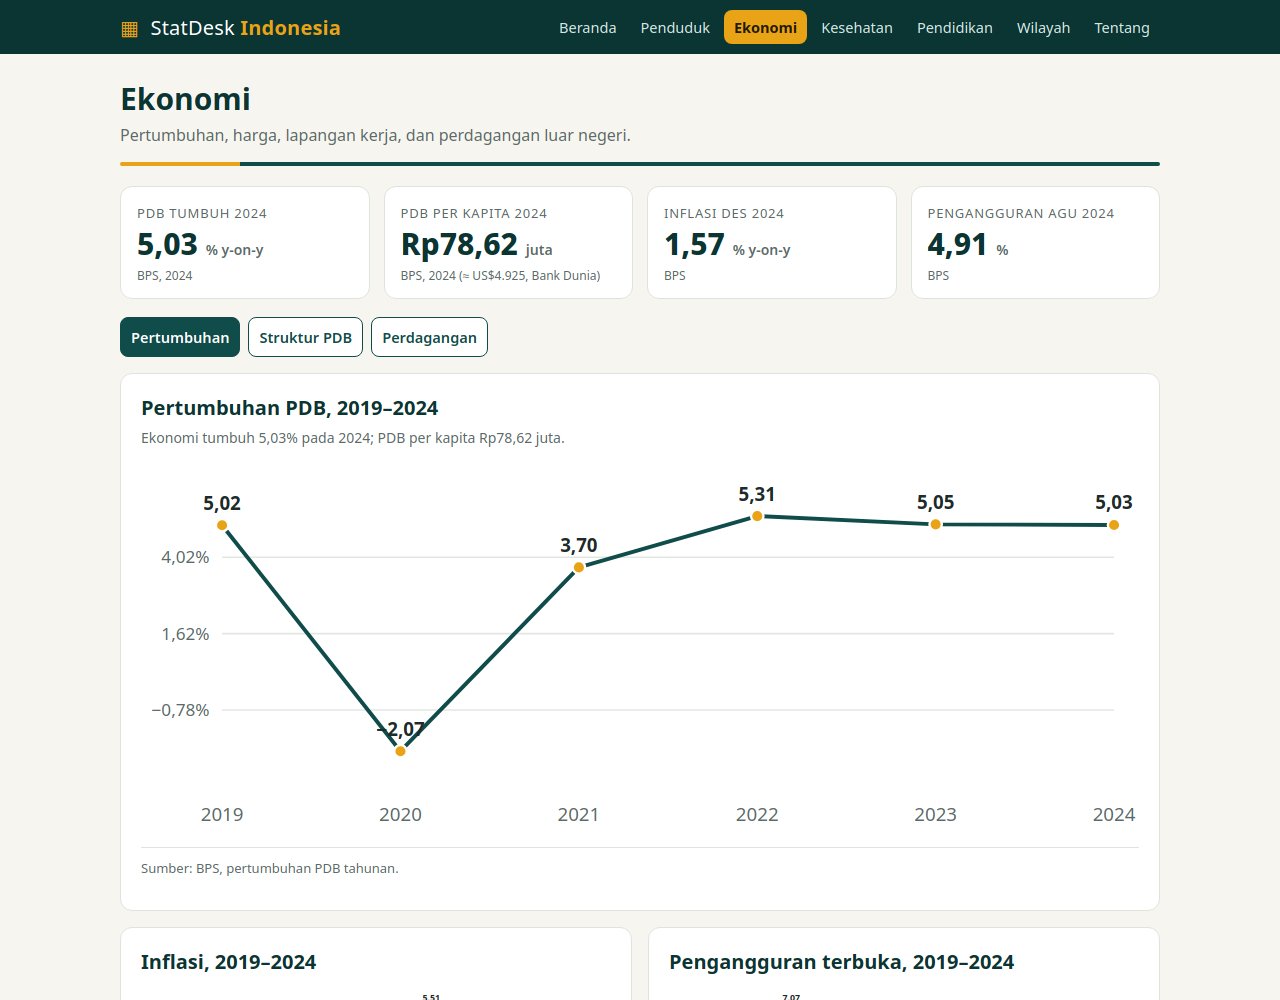 StatDesk Indonesia
Beranda Penduduk Ekonomi Kesehatan Pendidikan Wilayah Tentang
Ekonomi
Pertumbuhan, harga, lapangan kerja, dan perdagangan luar negeri.
PDB TUMBUH 2024
5,03 % y-on-y
BPS, 2024
PDB PER KAPITA 2024
Rp78,62 juta
BPS, 2024 (≈ US$4.925, Bank Dunia)
INFLASI DES 2024
1,57 % y-on-y
BPS
PENGANGGURAN AGU 2024
4,91 %
BPS
Pertumbuhan Struktur PDB Perdagangan
Pertumbuhan PDB, 2019–2024
Ekonomi tumbuh 5,03% pada 2024; PDB per kapita Rp78,62 juta.
5,02
−2,07
3,70
5,31
5,05
5,03
4,02%
1,62%
−0,78%
2019 2020 2021 2022 2023 2024
Sumber: BPS, pertumbuhan PDB tahunan.
Inflasi, 2019–2024
5,51
Pengangguran terbuka, 2019–2024
7,07